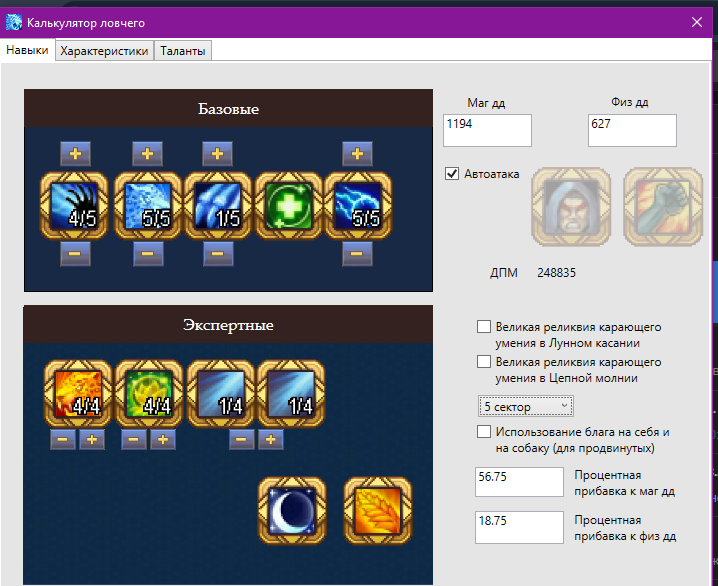 Калькулятор ловчего
Навыки Характеристики Таланты
Базовые
4/5 5/5 1/5 5/5
Экспертные
4/4 4/4 1/4 1/4
Маг дд Физ дд
1194 627
Автоатака
ДПМ 248835
Великая реликвия карающего
умения в Лунном касании
Великая реликвия карающего
умения в Цепной молнии
5 сектор
Использование блага на себя и
на собаку (для продвинутых)
56.75 Процентная
прибавка к маг дд
18.75 Процентная
прибавка к физ дд